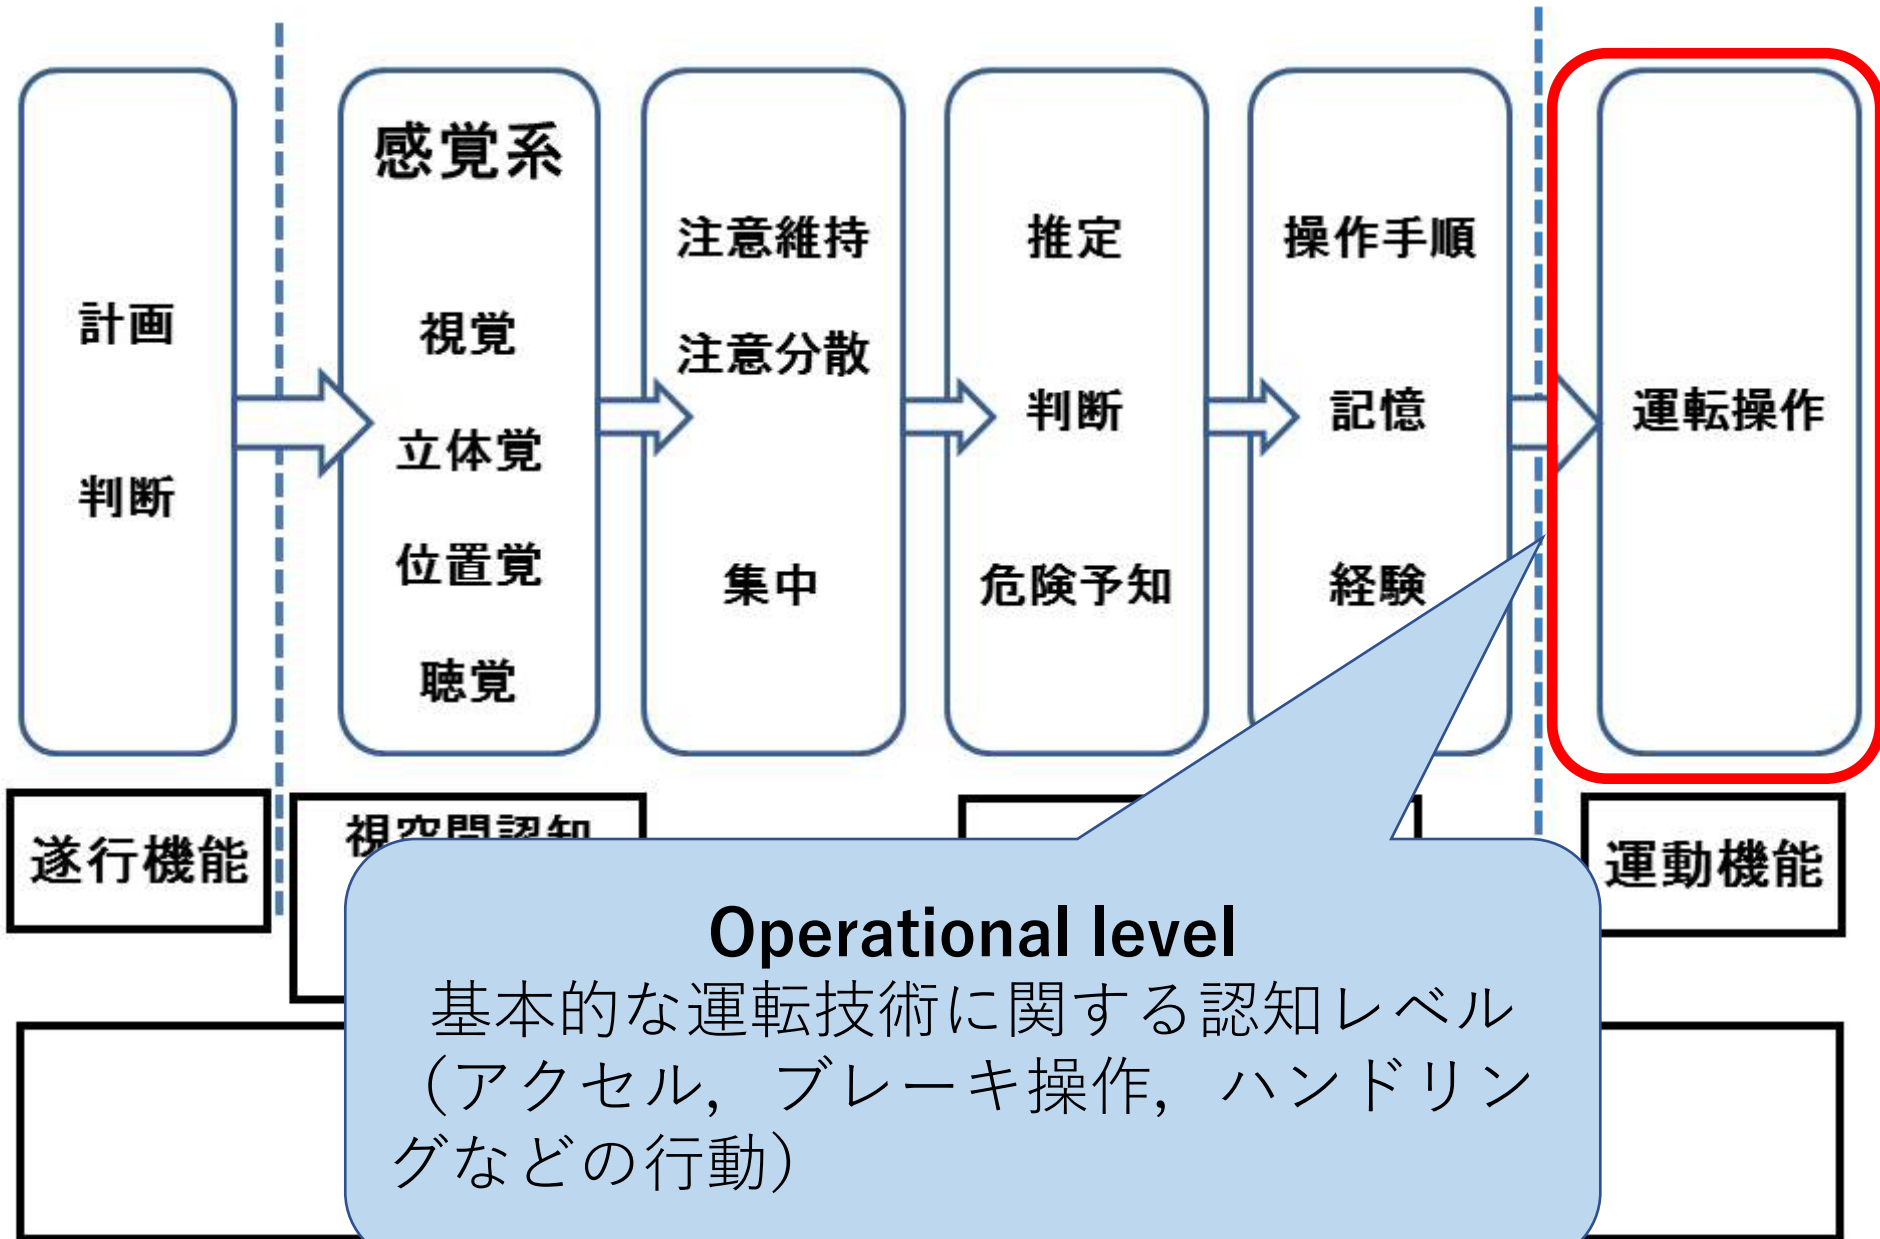 計画
判断
感覚系
視覚
立体覚
位置覚
聴覚
注意維持
注意分散
集中
推定
判断
危険予知
操作手順
記憶
経験
運転操作
遂行機能
視空間認知
運動機能
Operational level
基本的な運転技術に関する認知レベル
（アクセル，ブレーキ操作，ハンドリン
グなどの行動）